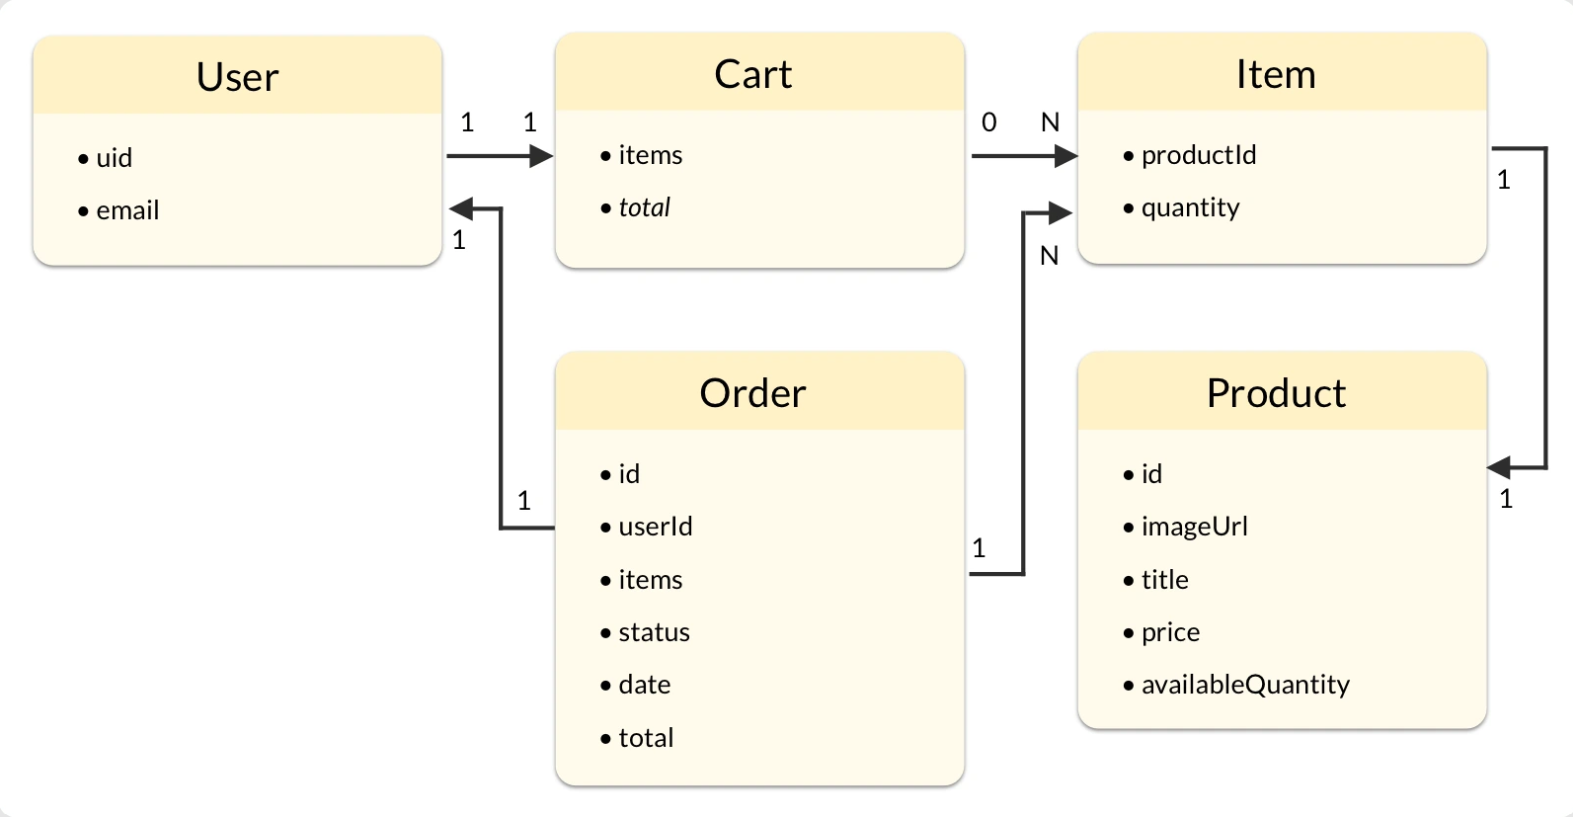 User
• uid
• email
1 1
1
Cart
• items
• total
0 N
Item
• productId
• quantity
1
N
Order
• id
• userId
• items
• status
• date
• total
1
1
Product
• id
• imageUrl
• title
• price
• availableQuantity
1